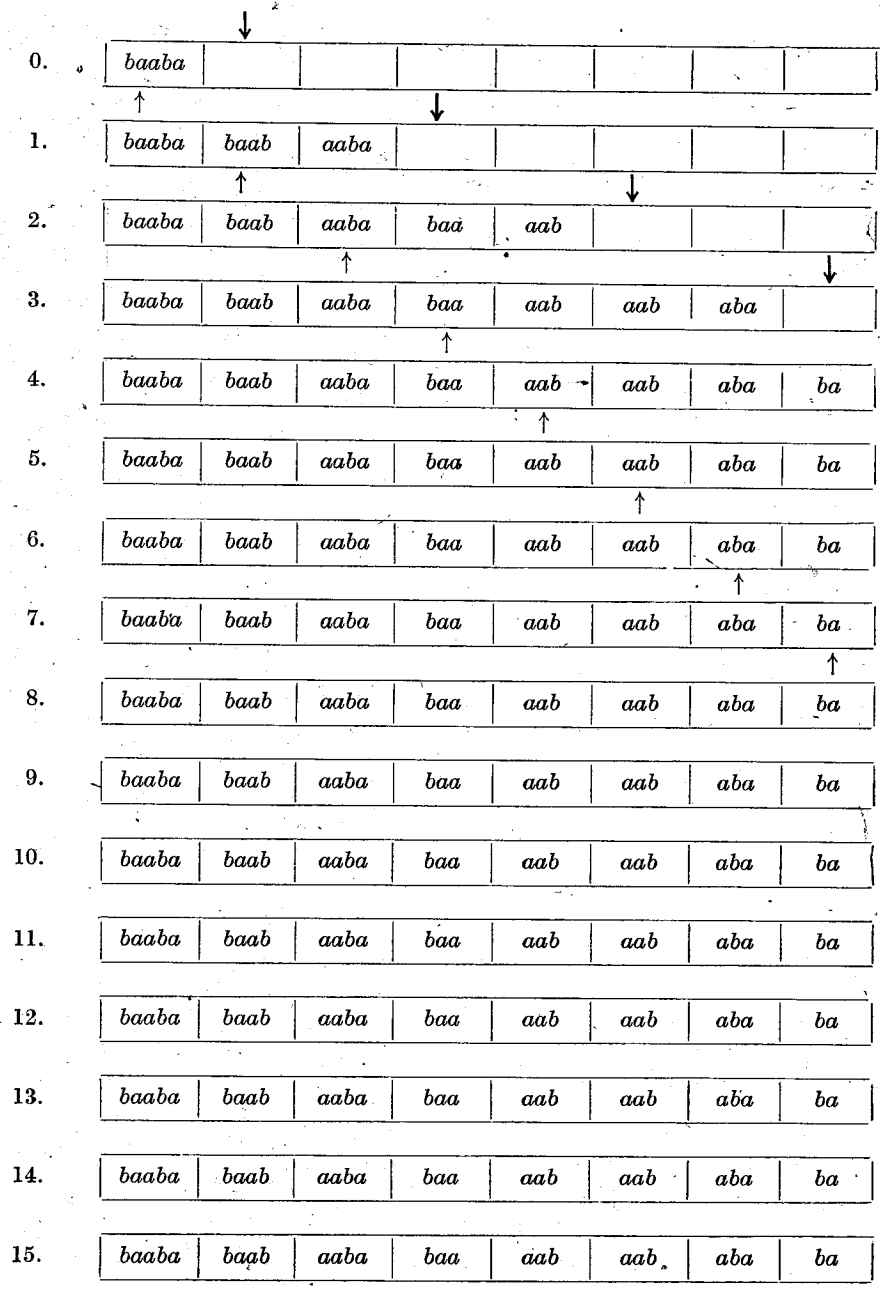 0. baaba
1. baaba baab aaba
2. baaba baab aaba baa aab
3. baaba baab aaba baa aab aab aba
4. baaba baab aaba baa aab aab aba ba
5. baaba baab aaba baa aab aab aba ba
6. baaba baab aaba baa aab aab aba ba
7. baaba baab aaba baa aab aab aba ba
8. baaba baab aaba baa aab aab aba ba
9. baaba baab aaba baa aab aab aba ba
10. baaba baab aaba baa aab aab aba ba
11. baaba baab aaba baa aab aab aba ba
12. baaba baab aaba baa aab aab aba ba
13. baaba baab aaba baa aab aab aba ba
14. baaba baab aaba baa aab aab aba ba
15. baaba baab aaba baa aab aab aba ba